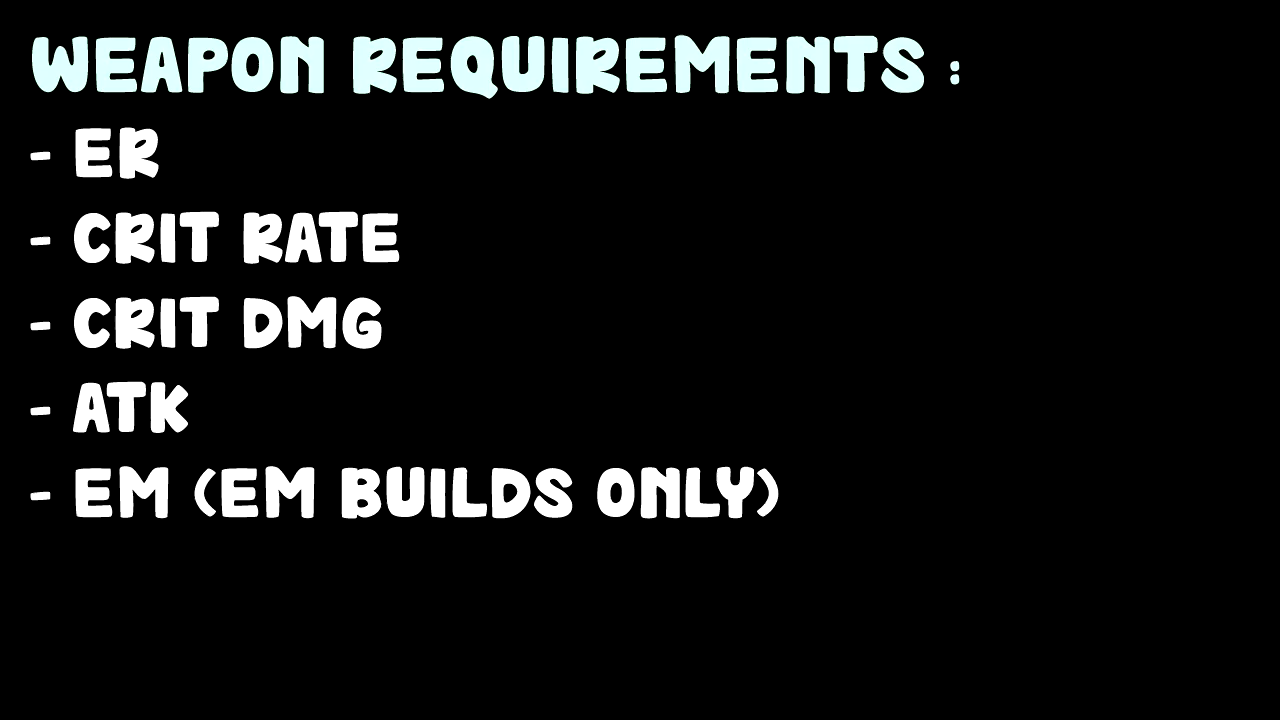 WEAPON REQUIREMENTS :
- ER
- CRIT RATE
- CRIT DMG
- ATK
- EM (EM BUILDS ONLY)